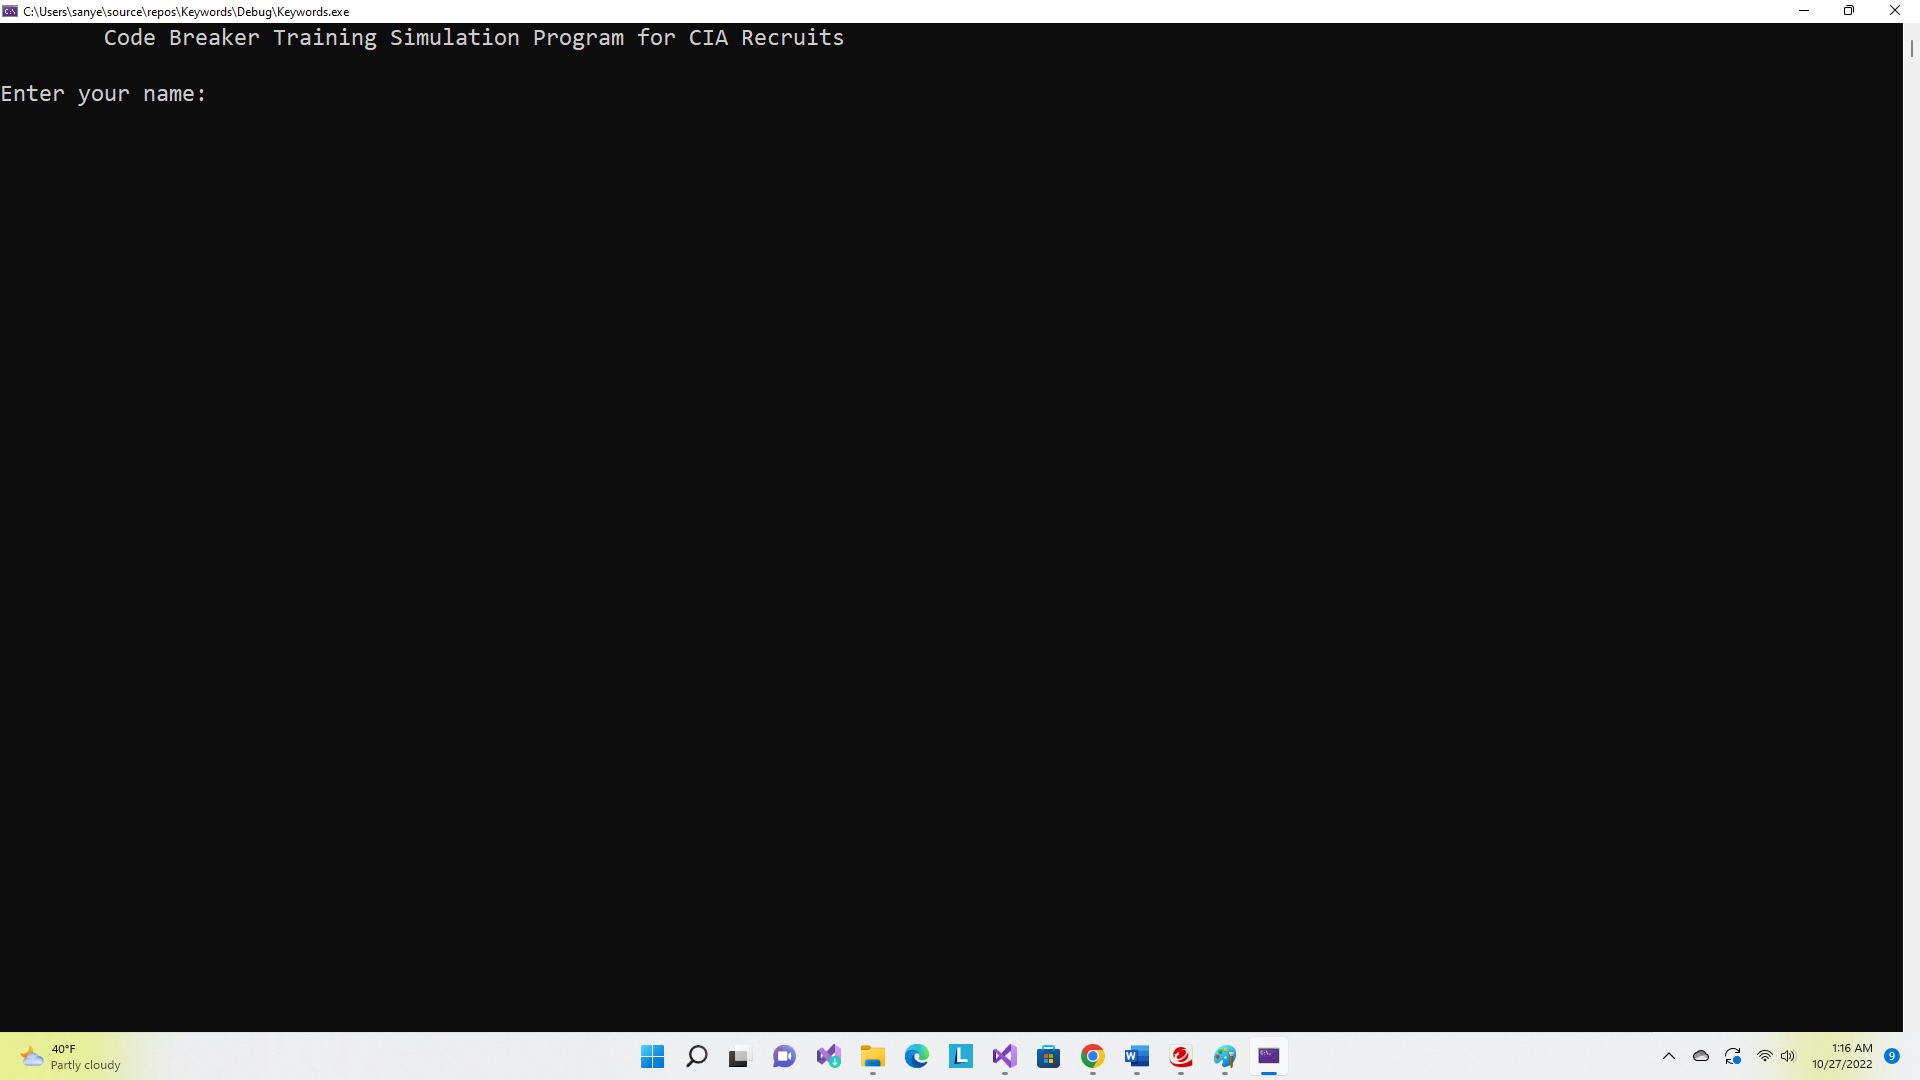 C:\Users\sanye\source\repos\Keywords\Debug\Keywords.exe
Code Breaker Training Simulation Program for CIA Recruits
Enter your name:
40°F
Partly cloudy
1:16 AM
10/27/2022
9